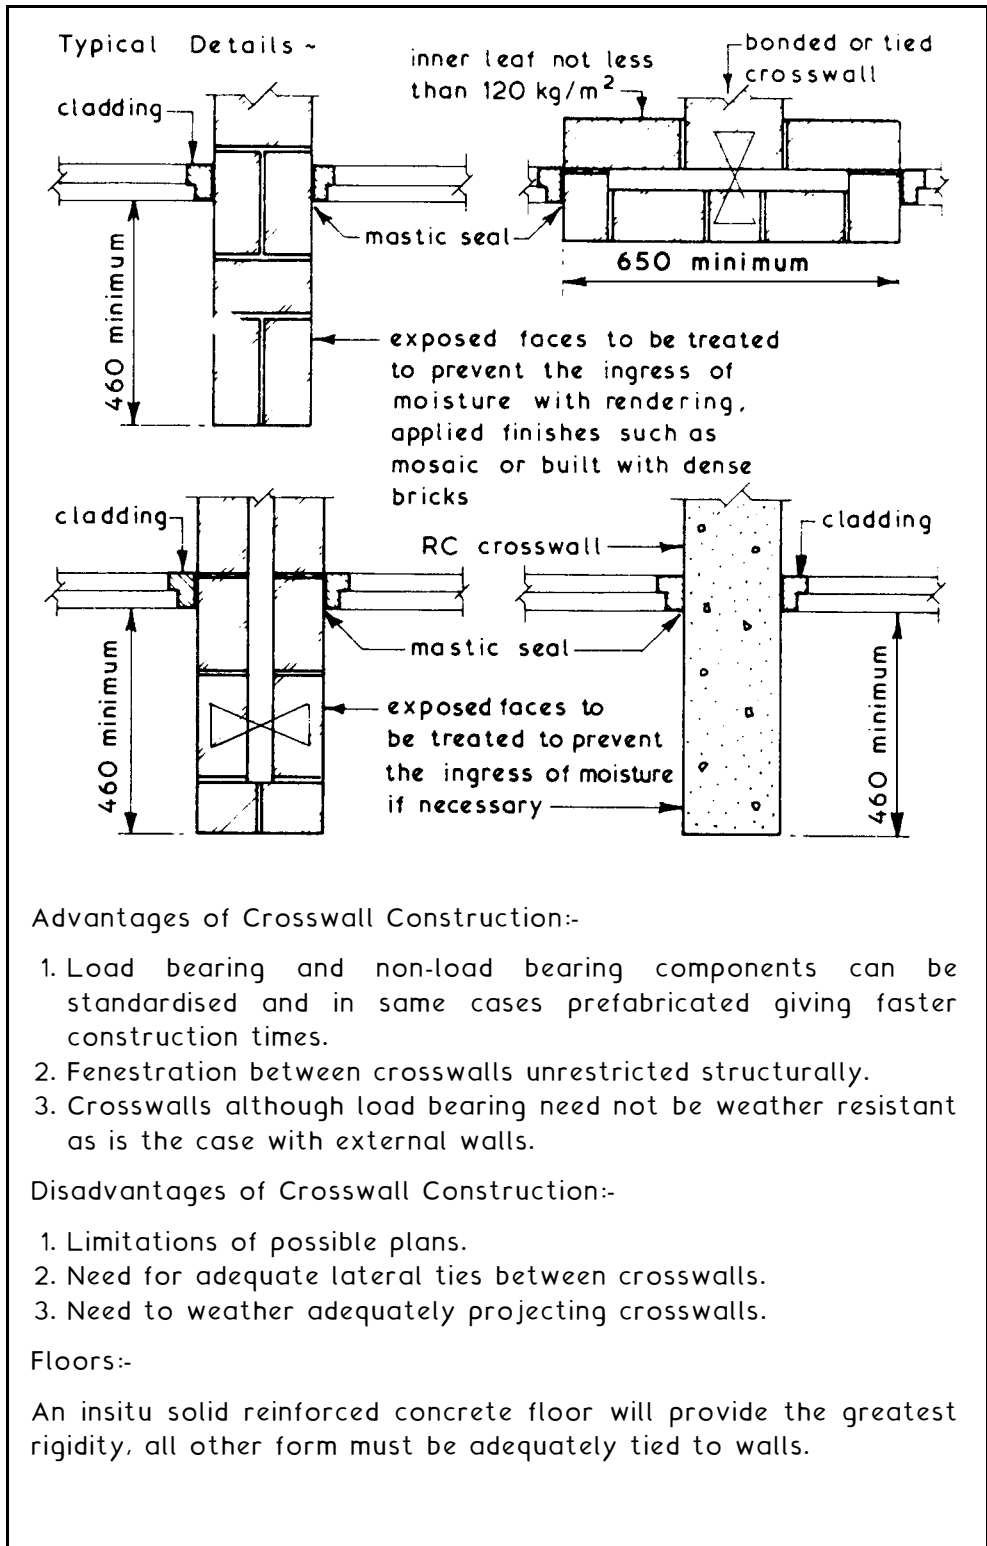 Typical Details ~
cladding
inner leaf not less
than 120 kg/m²
bonded or tied
crosswall
460 minimum
mastic seal
650 minimum
exposed faces to be treated
to prevent the ingress of
moisture with rendering,
applied finishes such as
mosaic or built with dense
bricks
cladding
RC crosswall
cladding
460 minimum
mastic seal
exposed faces to
be treated to prevent
the ingress of moisture
if necessary
460 minimum
Advantages of Crosswall Construction:-
1. Load bearing and non-load bearing components can be
standardised and in same cases prefabricated giving faster
construction times.
2. Fenestration between crosswalls unrestricted structurally.
3. Crosswalls although load bearing need not be weather resistant
as is the case with external walls.
Disadvantages of Crosswall Construction:-
1. Limitations of possible plans.
2. Need for adequate lateral ties between crosswalls.
3. Need to weather adequately projecting crosswalls.
Floors:-
An insitu solid reinforced concrete floor will provide the greatest
rigidity, all other form must be adequately tied to walls.